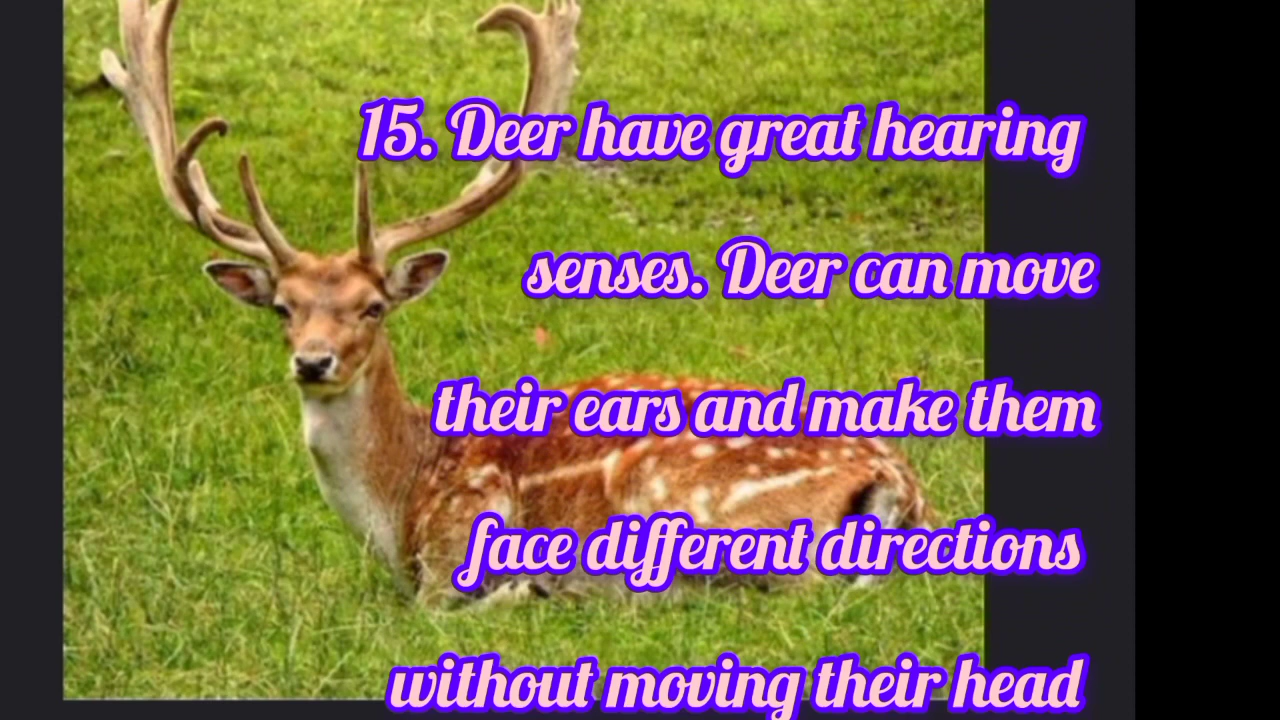 15. Deer have great hearing
senses. Deer can move
their ears and make them
face different directions
without moving their head